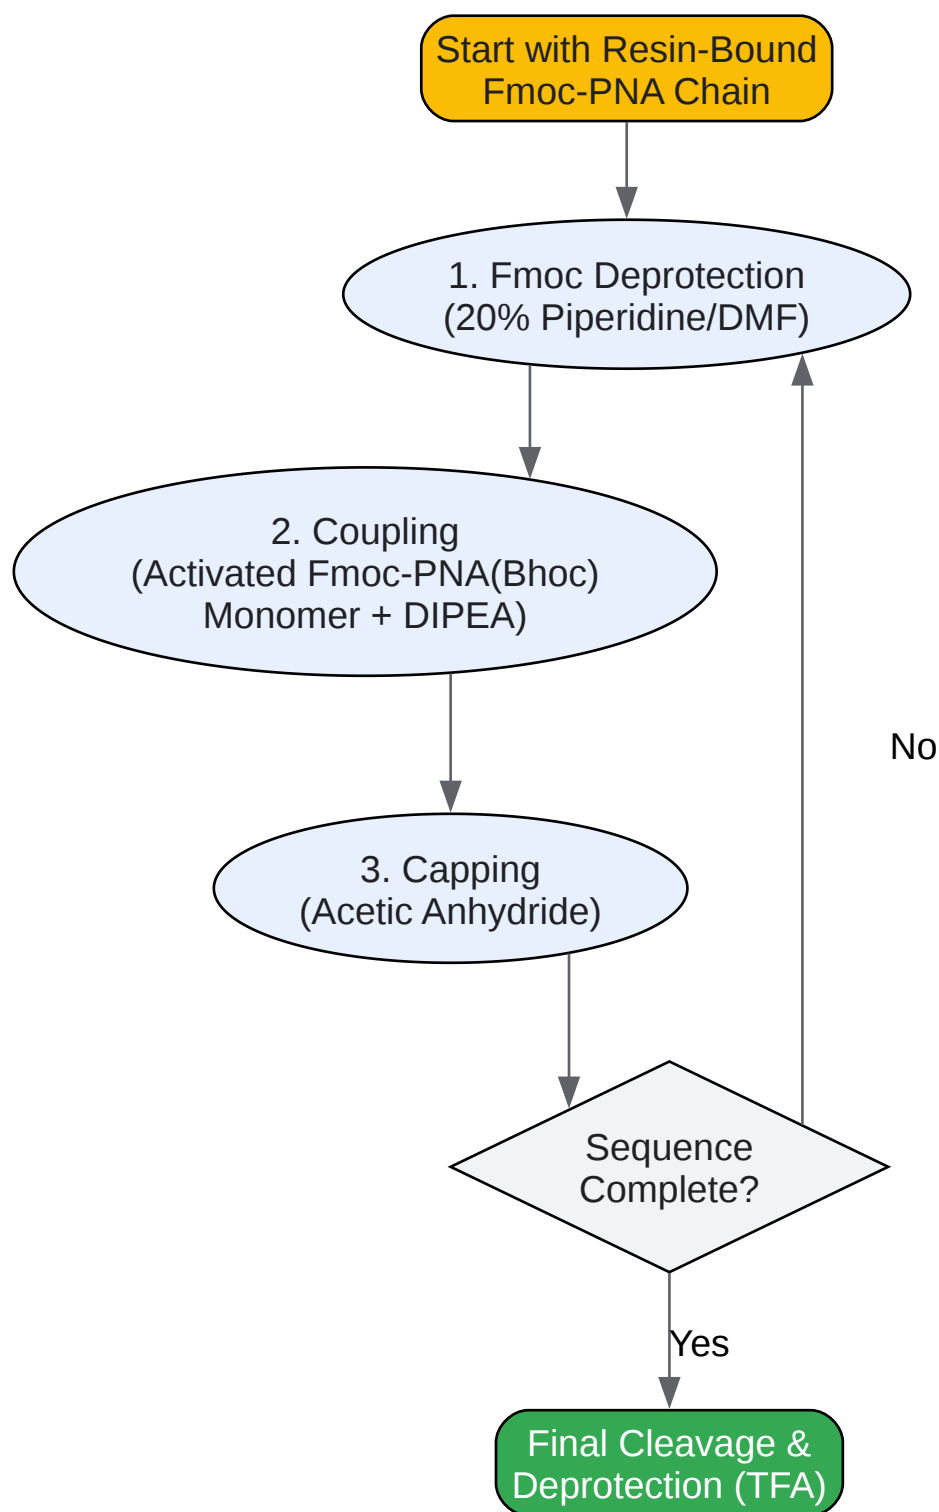 Start with Resin-Bound
Fmoc-PNA Chain
1. Fmoc Deprotection
(20% Piperidine/DMF)
2. Coupling
(Activated Fmoc-PNA(Bhoc)
Monomer + DIPEA)
No
3. Capping
(Acetic Anhydride)
Sequence
Complete?
Yes
Final Cleavage &
Deprotection (TFA)